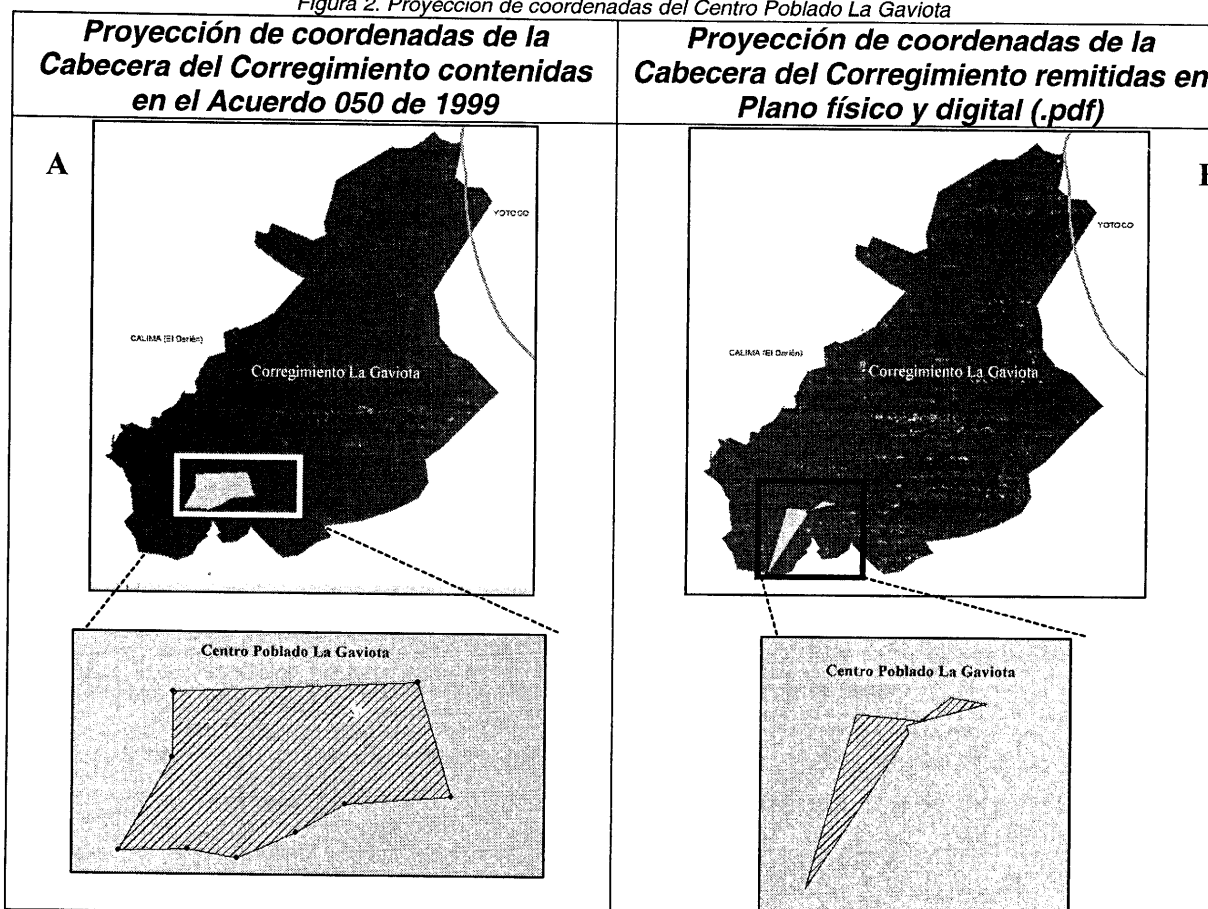 Figura 2. Proyección de coordenadas del Centro Poblado La Gaviota
Proyección de coordenadas de la
Cabecera del Corregimiento contenidas
en el Acuerdo 050 de 1999
Proyección de coordenadas de la
Cabecera del Corregimiento remitidas en
Plano físico y digital (.pdf)
A
YOTOCO
CALIMA (El Darién)
Corregimiento La Gaviota
Centro Poblado La Gaviota
YOTOCO
CALIMA (El Darién)
Corregimiento La Gaviota
Centro Poblado La Gaviota